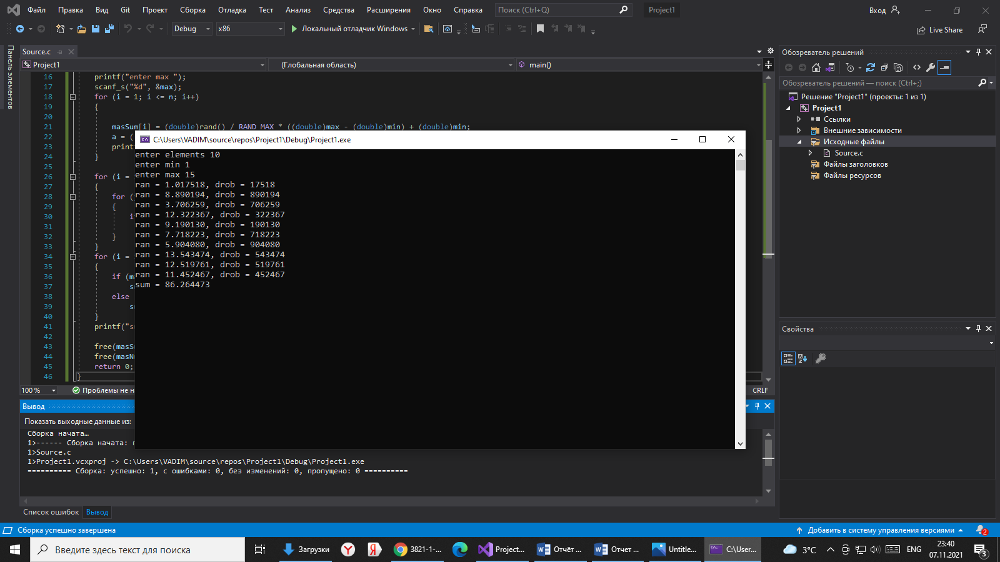 Файл Правка Вид Git Проект Сборка Отладка Тест Анализ Средства Расширения Окно Справка Поиск (Ctrl+Q) Project1 Вход
Debug x86 Локальный отладчик Windows Live Share
Панель элементов
Source.c
Project1 (Глобальная область) main()
16 printf("enter max ");
17 scanf_s("%d", &max);
18 for (i = 1; i <= n; i++)
19 {
20
21 masSum[i] = (double)rand() / RAND_MAX * ((double)max - (double)min) + (double)min;
22 a = (
23 print
24 }
25
26 for (i =
27 {
28 for (
29 {
30 i
31
32 }
33 }
34 for (i =
35 {
36 if (m
37 s
38 else
39 s
40 }
41 printf("s
42
43 free(masS
44 free(masN
45 return 0;
46 }
C:\Users\VADIM\source\repos\Project1\Debug\Project1.exe
enter elements 10
enter min 1
enter max 15
ran = 1.017518, drob = 17518
ran = 8.890194, drob = 890194
ran = 3.706259, drob = 706259
ran = 12.322367, drob = 322367
ran = 9.190130, drob = 190130
ran = 7.718223, drob = 718223
ran = 5.904080, drob = 904080
ran = 13.543474, drob = 543474
ran = 12.519761, drob = 519761
ran = 11.452467, drob = 452467
sum = 86.264473
100 % Проблемы не н CRLF
Вывод
Показать выходные данные из:
Сборка начата…
1>------ Сборка начата:
1>Source.c
1>Project1.vcxproj -> C:\Users\VADIM\source\repos\Project1\Debug\Project1.exe
========== Сборка: успешно: 1, с ошибками: 0, без изменений: 0, пропущено: 0 ==========
Список ошибок Вывод
Обозреватель решений
Обозреватель решений — поиск (Ctrl+;)
Решение "Project1" (проекты: 1 из 1)
Project1
Ссылки
Внешние зависимости
Исходные файлы
Source.c
Файлы заголовков
Файлы ресурсов
Свойства
Сборка успешно завершена Добавить в систему управления версиями 2
Введите здесь текст для поиска Загрузки 3821-1-... Project... Отчёт ... Отчет ... Untitle... C:\User... 3°C ENG 23:40
07.11.2021 3